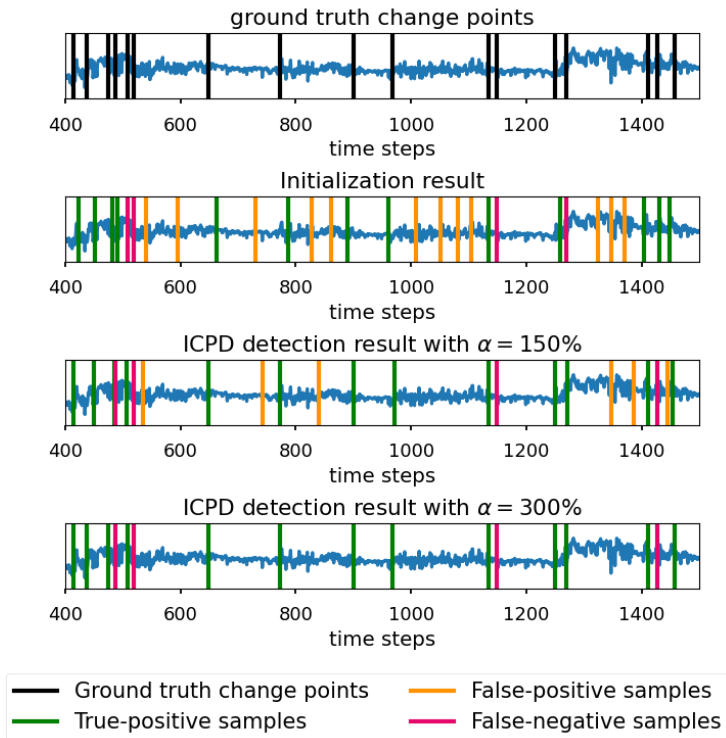 ground truth change points
400 600 800 1000 1200 1400
time steps
Initialization result
400 600 800 1000 1200 1400
time steps
ICPD detection result with α = 150%
400 600 800 1000 1200 1400
time steps
ICPD detection result with α = 300%
400 600 800 1000 1200 1400
time steps
Ground truth change points False-positive samples
True-positive samples False-negative samples